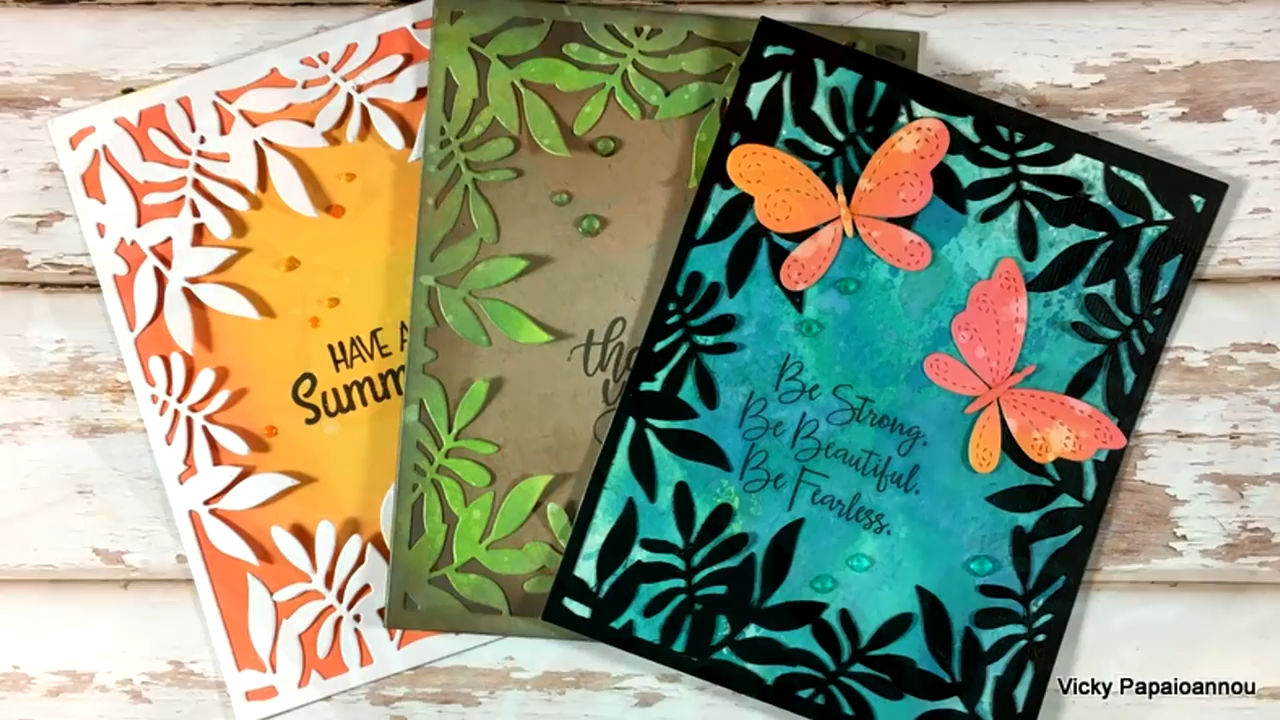 HAVE A
Summ
Be Strong.
Be Beautiful.
Be Fearless.
Vicky Papaioannou